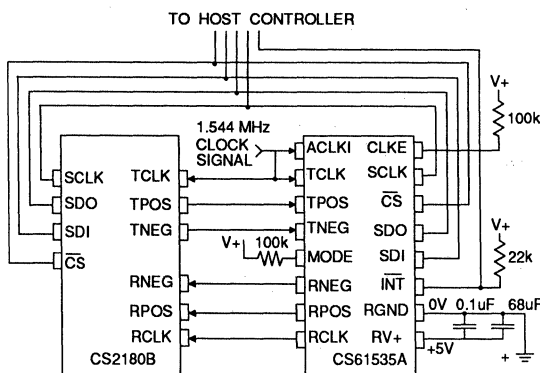 TO HOST CONTROLLER
V+
100k
1.544 MHz
CLOCK
SIGNAL
ACLKI
CLKE
SCLK
TCLK
TCLK
SCLK
SDO
TPOS
TPOS
CS
SDI
TNEG
TNEG
SDO
V+
CS
V+
100k
MODE
SDI
22k
RNEG
RNEG
INT
RPOS
RPOS
RGND
0V
0.1uF
68uF
RCLK
RCLK
RV+
+5V
+
CS2180B
CS61535A